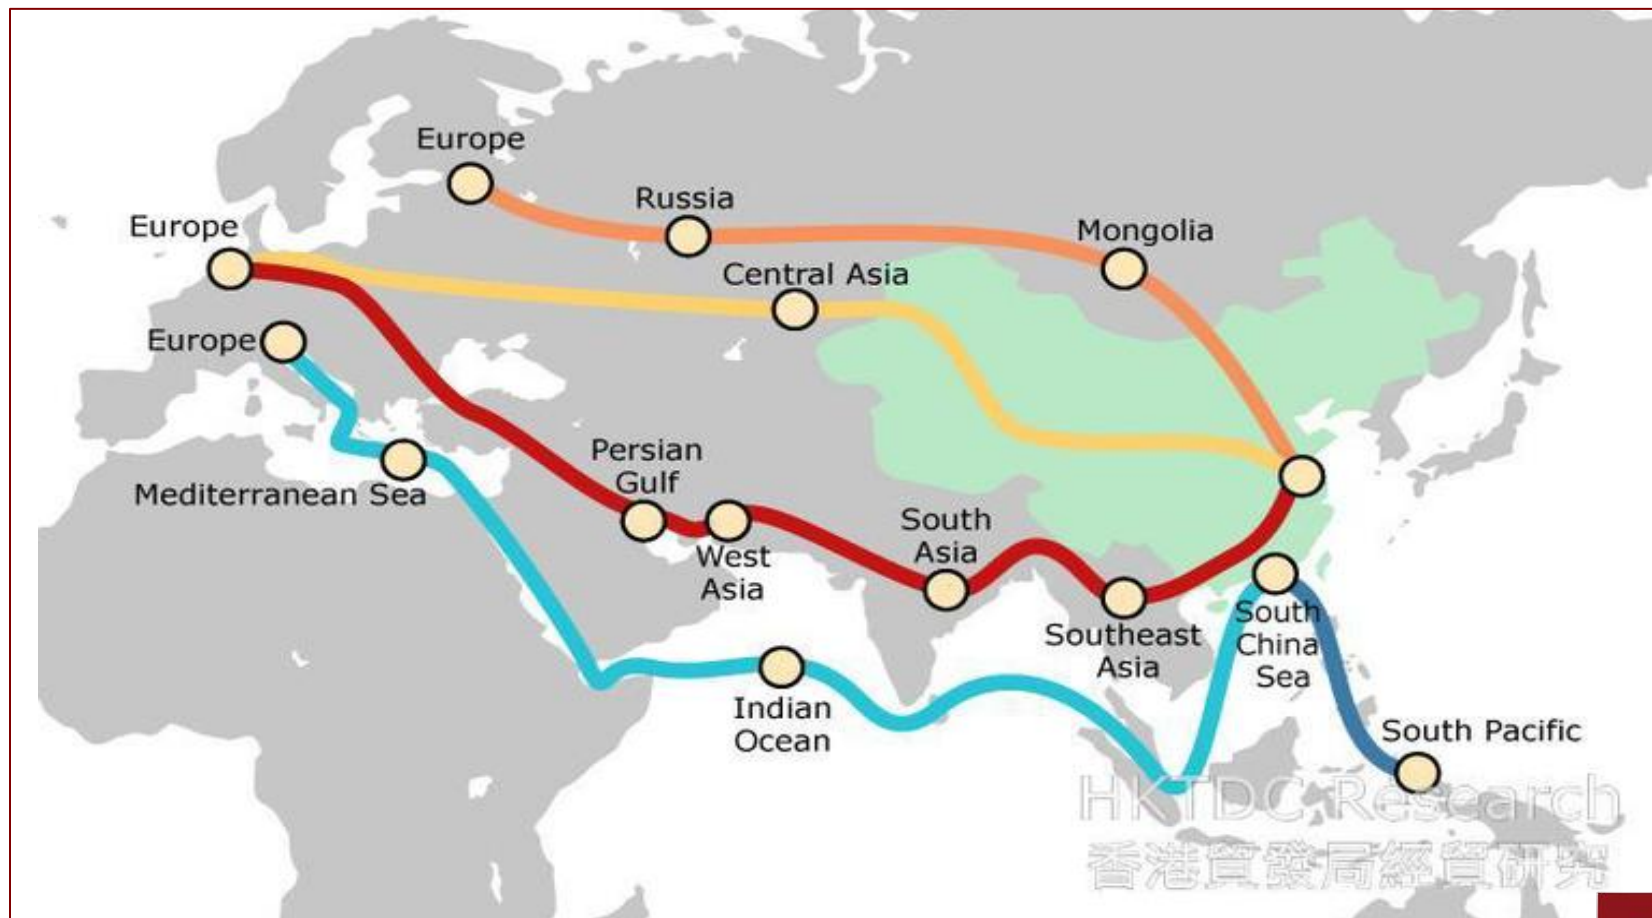 Europe
Russia
Europe
Mongolia
Central Asia
Europe
Persian
Gulf
Mediterranean Sea
South
Asia
West
Asia
South
China
Sea
Southeast
Asia
Indian
Ocean
South Pacific
HKTDC Research
香港貿發局經貿研究